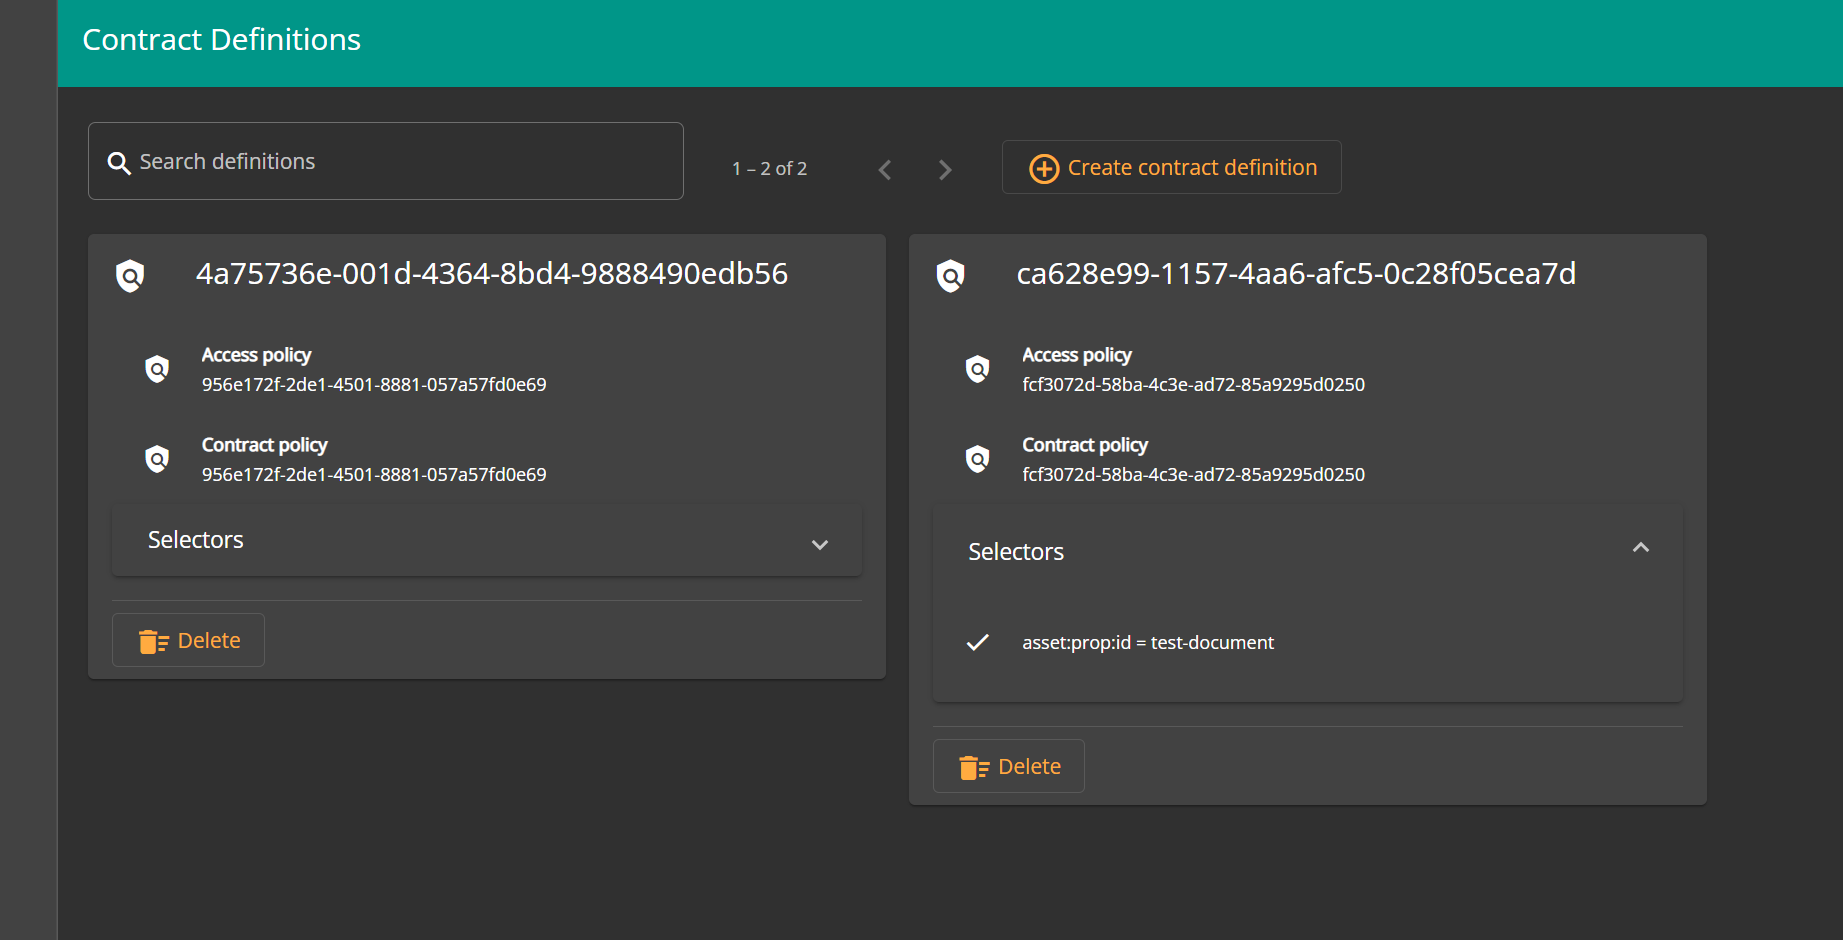 Contract Definitions
Search definitions
1 – 2 of 2
Create contract definition
4a75736e-001d-4364-8bd4-9888490edb56
Access policy
956e172f-2de1-4501-8881-057a57fd0e69
Contract policy
956e172f-2de1-4501-8881-057a57fd0e69
Selectors
Delete
ca628e99-1157-4aa6-afc5-0c28f05cea7d
Access policy
fcf3072d-58ba-4c3e-ad72-85a9295d0250
Contract policy
fcf3072d-58ba-4c3e-ad72-85a9295d0250
Selectors
asset:prop:id = test-document
Delete